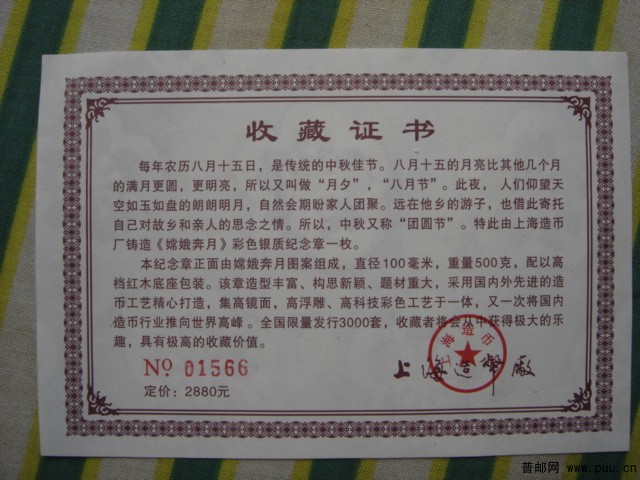 收藏证书
每年农历八月十五日，是传统的中秋佳节。八月十五的月亮比其他几个月
的满月更圆，更明亮，所以又叫做“月夕”，“八月节”。此夜，人们仰望天
空如玉如盘的朗朗明月，自然会期盼家人团聚。远在他乡的游子，也借此寄托
自己对故乡和亲人的思念之情。所以，中秋又称“团圆节”。特此由上海造币
厂铸造《嫦娥奔月》彩色银质纪念章一枚。
本纪念章正面由嫦娥奔月图案组成，直径100毫米，重量500克，配以高
档红木底座包装。该章造型丰富、构思新颖、题材重大，采用国内外先进的造
币工艺精心打造，集高镜面，高浮雕、高科技彩色工艺于一体，又一次将国内
造币行业推向世界高峰。全国限量发行3000套，收藏者将会从中获得极大的乐
趣，具有极高的收藏价值。
No 01566
上海造币厰
上海造币
定价：2880元
普邮网 www.puu.cn